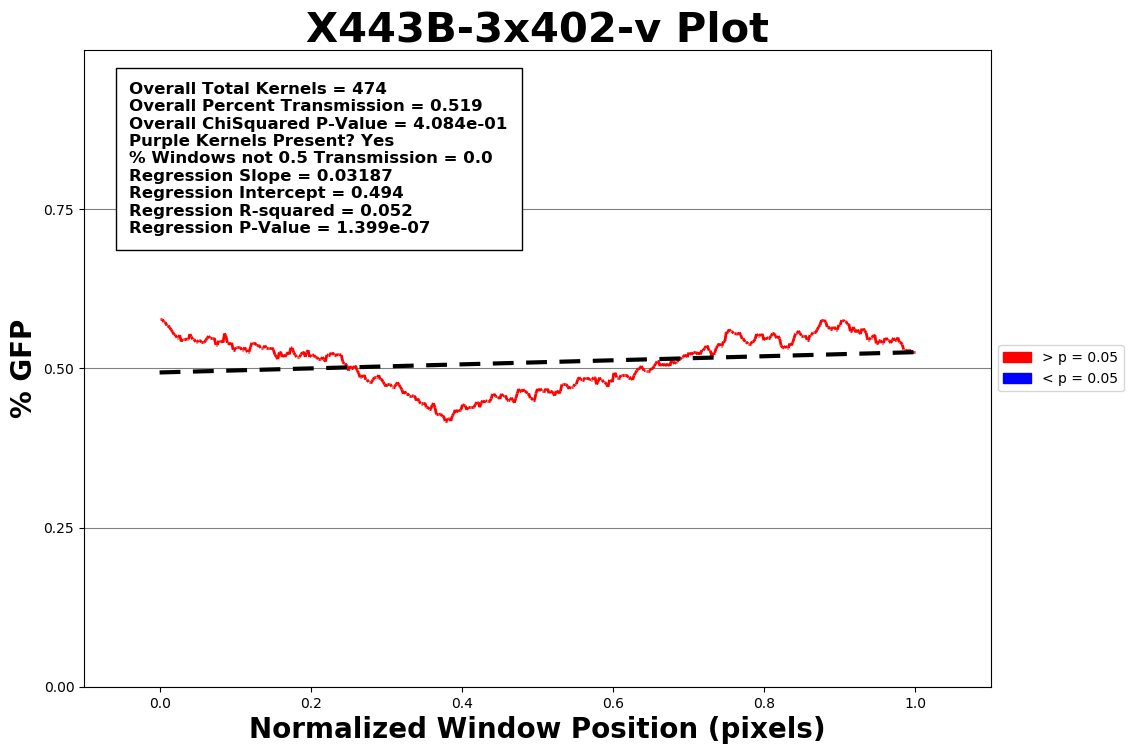 X443B-3x402-v Plot
Overall Total Kernels = 474
Overall Percent Transmission = 0.519
Overall ChiSquared P-Value = 4.084e-01
Purple Kernels Present? Yes
% Windows not 0.5 Transmission = 0.0
Regression Slope = 0.03187
Regression Intercept = 0.494
Regression R-squared = 0.052
Regression P-Value = 1.399e-07
% GFP
0.75
0.50
0.25
0.00
> p = 0.05
< p = 0.05
0.0 0.2 0.4 0.6 0.8 1.0
Normalized Window Position (pixels)